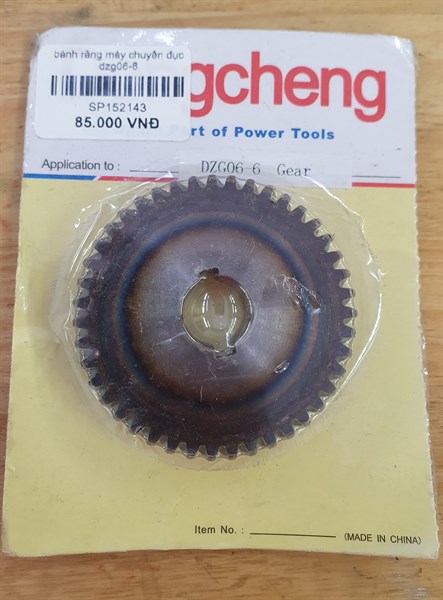 bánh răng máy chuyên đục
dzg06-6
SP152143
85.000 VNĐ
gcheng
rt of Power Tools
Application to : DZG06-6 Gear
Item No. :
(MADE IN CHINA)